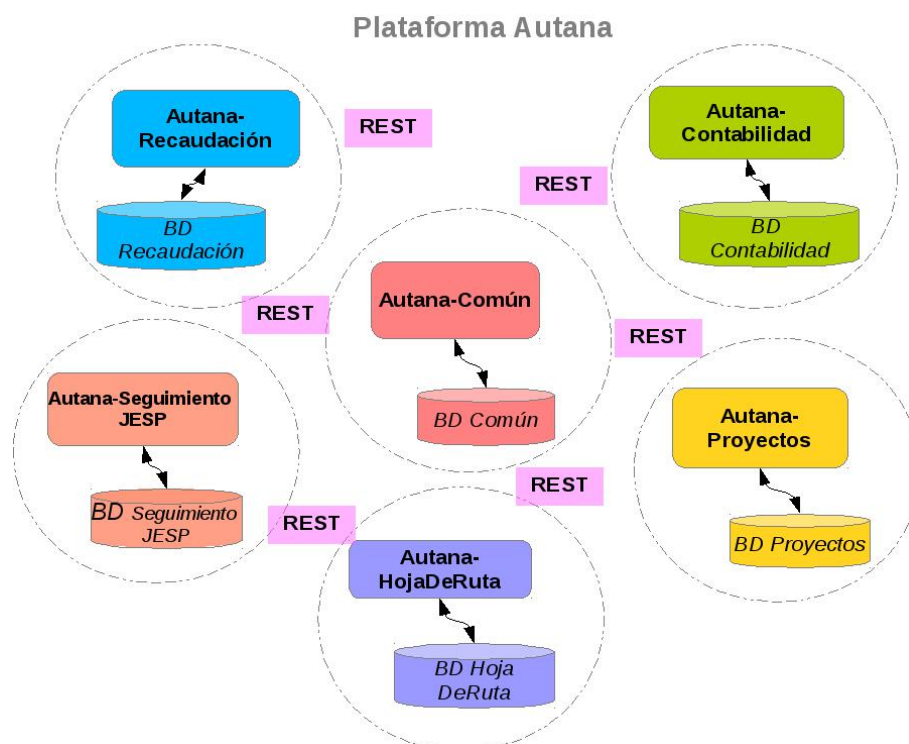 Plataforma Autana
Autana-
Recaudación
REST
Autana-
Contabilidad
REST
BD
Recaudación
BD
Contabilidad
Autana-Común
REST
REST
Autana-Seguimiento
JESP
BD Común
Autana-
Proyectos
REST
BD Seguimiento
JESP
REST
BD Proyectos
Autana-
HojaDeRuta
BD Hoja
DeRuta